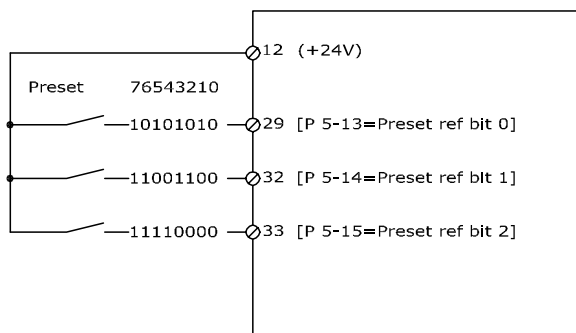 12 (+24V)
Preset 76543210
10101010 29 [P 5-13=Preset ref bit 0]
11001100 32 [P 5-14=Preset ref bIt 1]
11110000 33 [P 5-15=Preset ref bit 2]